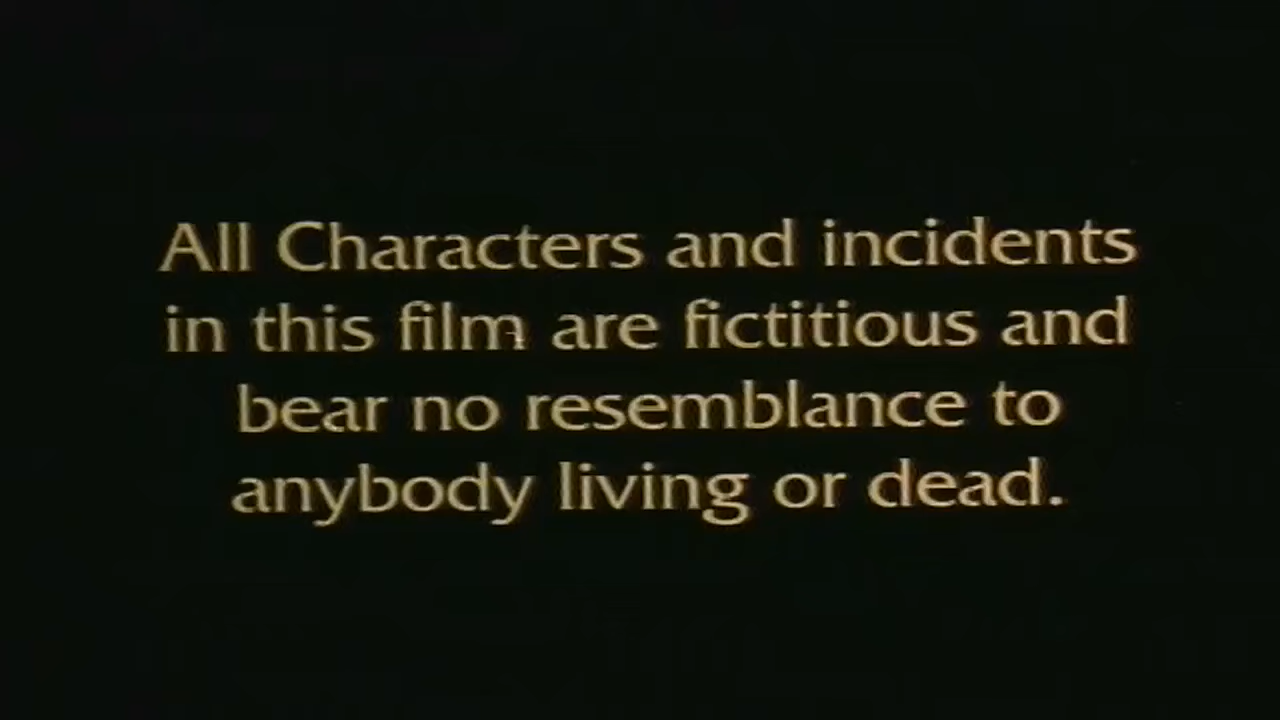 All Characters and incidents
in this film are fictitious and
bear no resemblance to
anybody living or dead.